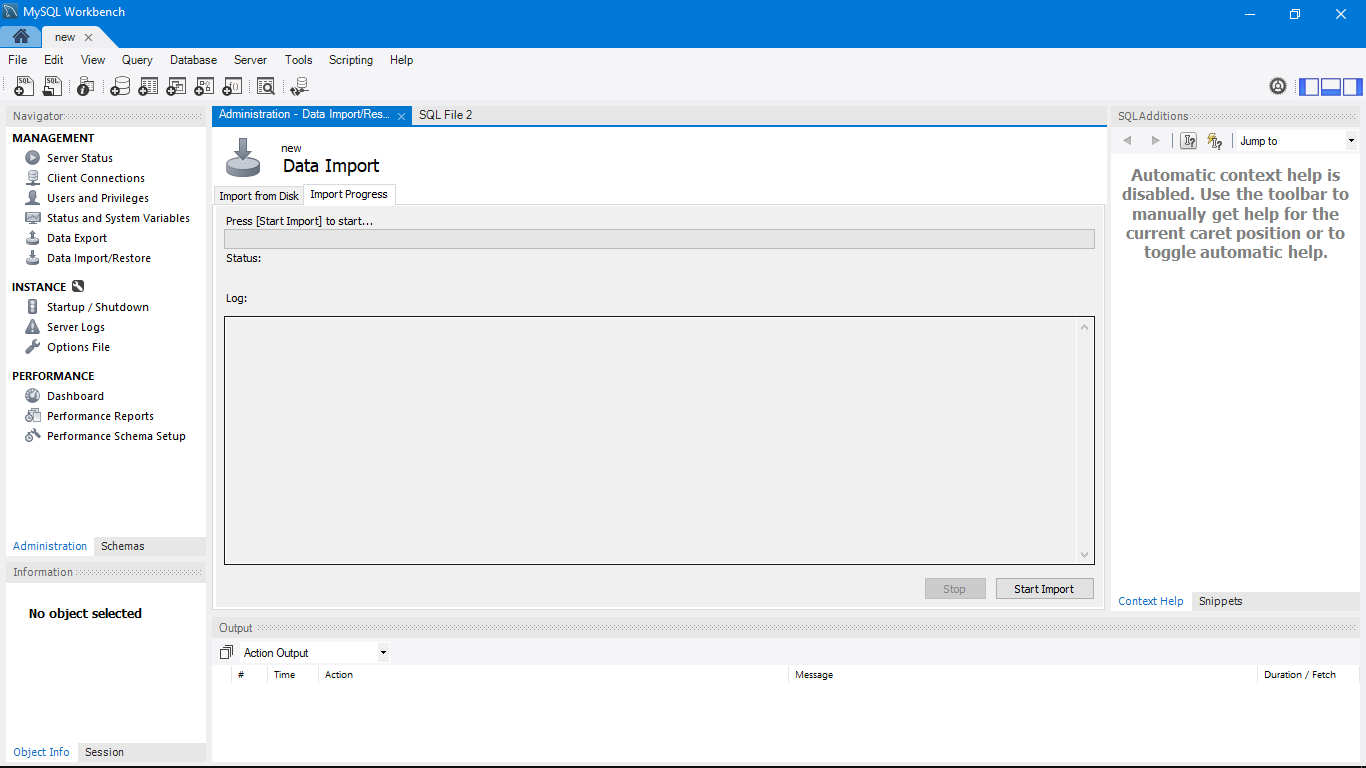 MySQL Workbench
new
File Edit View Query Database Server Tools Scripting Help
Navigator
MANAGEMENT
Server Status
Client Connections
Users and Privileges
Status and System Variables
Data Export
Data Import/Restore
INSTANCE
Startup / Shutdown
Server Logs
Options File
PERFORMANCE
Dashboard
Performance Reports
Performance Schema Setup
Administration Schemas
Information
No object selected
Object Info Session
Administration - Data Import/Res... SQL File 2
new
Data Import
Import from Disk Import Progress
Press [Start Import] to start...
Status:
Log:
Stop Start Import
Output
Action Output
# Time Action Message Duration / Fetch
SQLAdditions
Jump to
Automatic context help is
disabled. Use the toolbar to
manually get help for the
current caret position or to
toggle automatic help.
Context Help Snippets